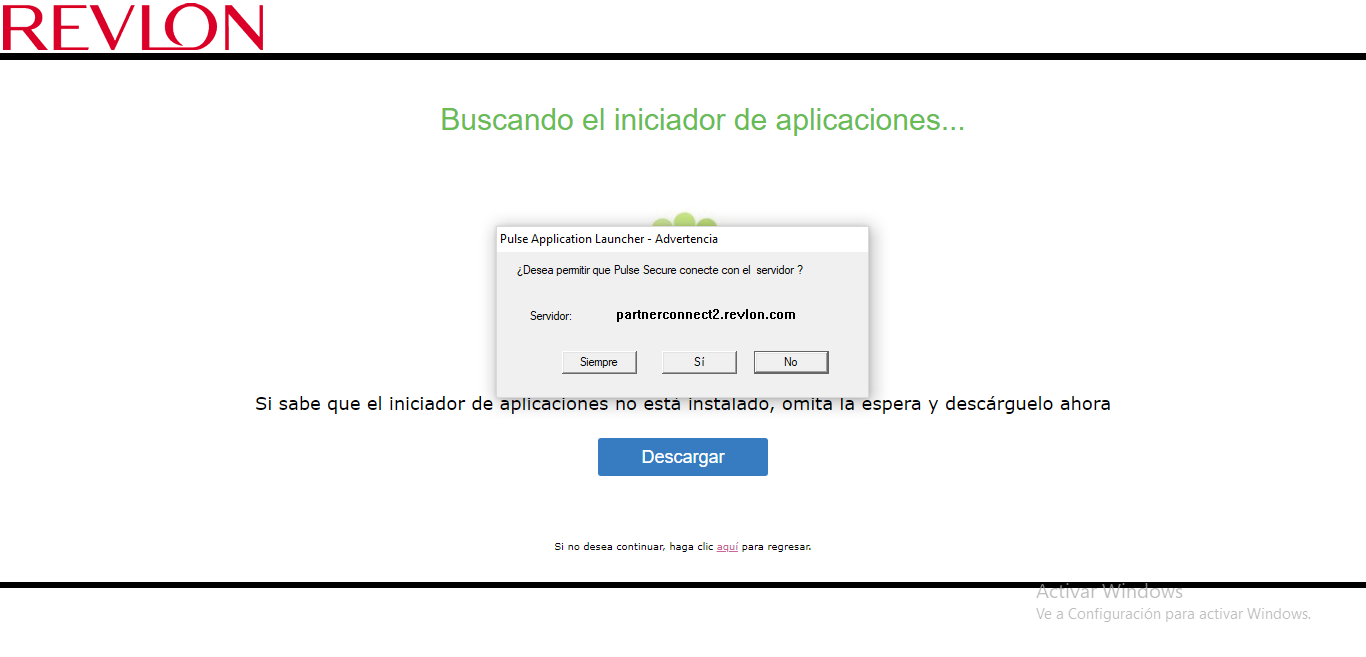 REVLON
Buscando el iniciador de aplicaciones...
Pulse Application Launcher - Advertencia
¿Desea permitir que Pulse Secure conecte con el servidor ?
Servidor: partnerconnect2.revlon.com
Siempre Sí No
Si sabe que el iniciador de aplicaciones no está instalado, omita la espera y descárguelo ahora
Descargar
Si no desea continuar, haga clic aquí para regresar.
Activar Windows
Ve a Configuración para activar Windows.